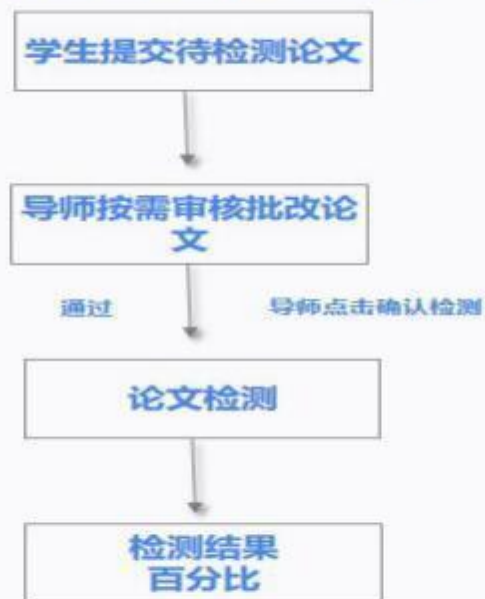 学生提交待检测论文
导师按需审核批改论
文
通过
导师点击确认检测
论文检测
检测结果
百分比